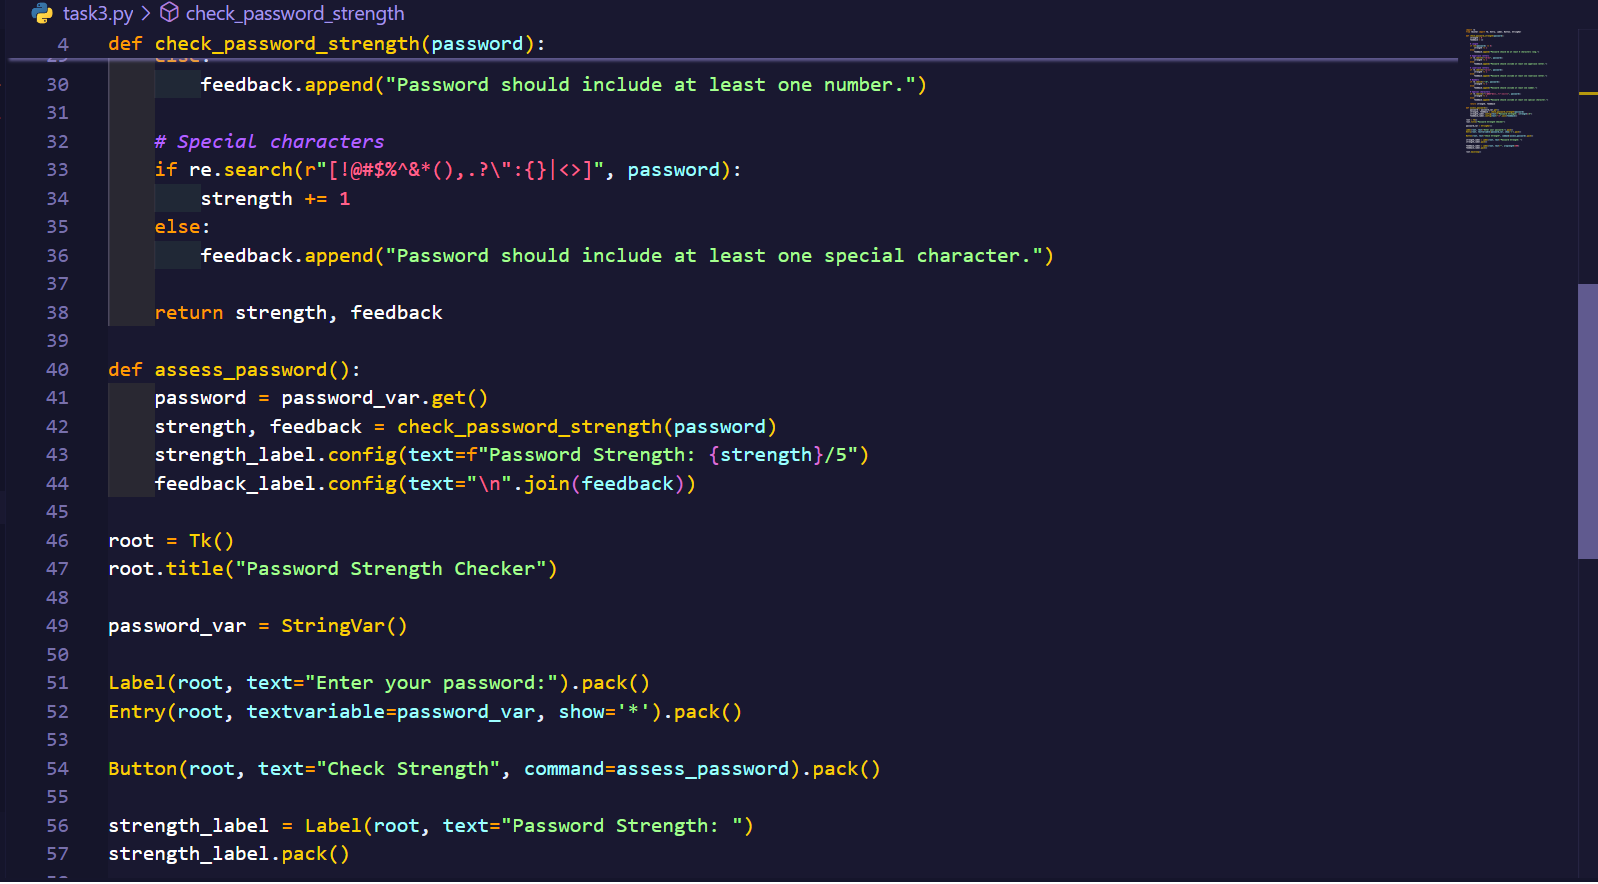 task3.py > check_password_strength
4 def check_password_strength(password):
29 else:
30 feedback.append("Password should include at least one number.")
31
32 # Special characters
33 if re.search(r"[!@#$%^&*(),.?\":{}|<>]", password):
34 strength += 1
35 else:
36 feedback.append("Password should include at least one special character.")
37
38 return strength, feedback
39
40 def assess_password():
41 password = password_var.get()
42 strength, feedback = check_password_strength(password)
43 strength_label.config(text=f"Password Strength: {strength}/5")
44 feedback_label.config(text="\n".join(feedback))
45
46 root = Tk()
47 root.title("Password Strength Checker")
48
49 password_var = StringVar()
50
51 Label(root, text="Enter your password:").pack()
52 Entry(root, textvariable=password_var, show='*').pack()
53
54 Button(root, text="Check Strength", command=assess_password).pack()
55
56 strength_label = Label(root, text="Password Strength: ")
57 strength_label.pack()